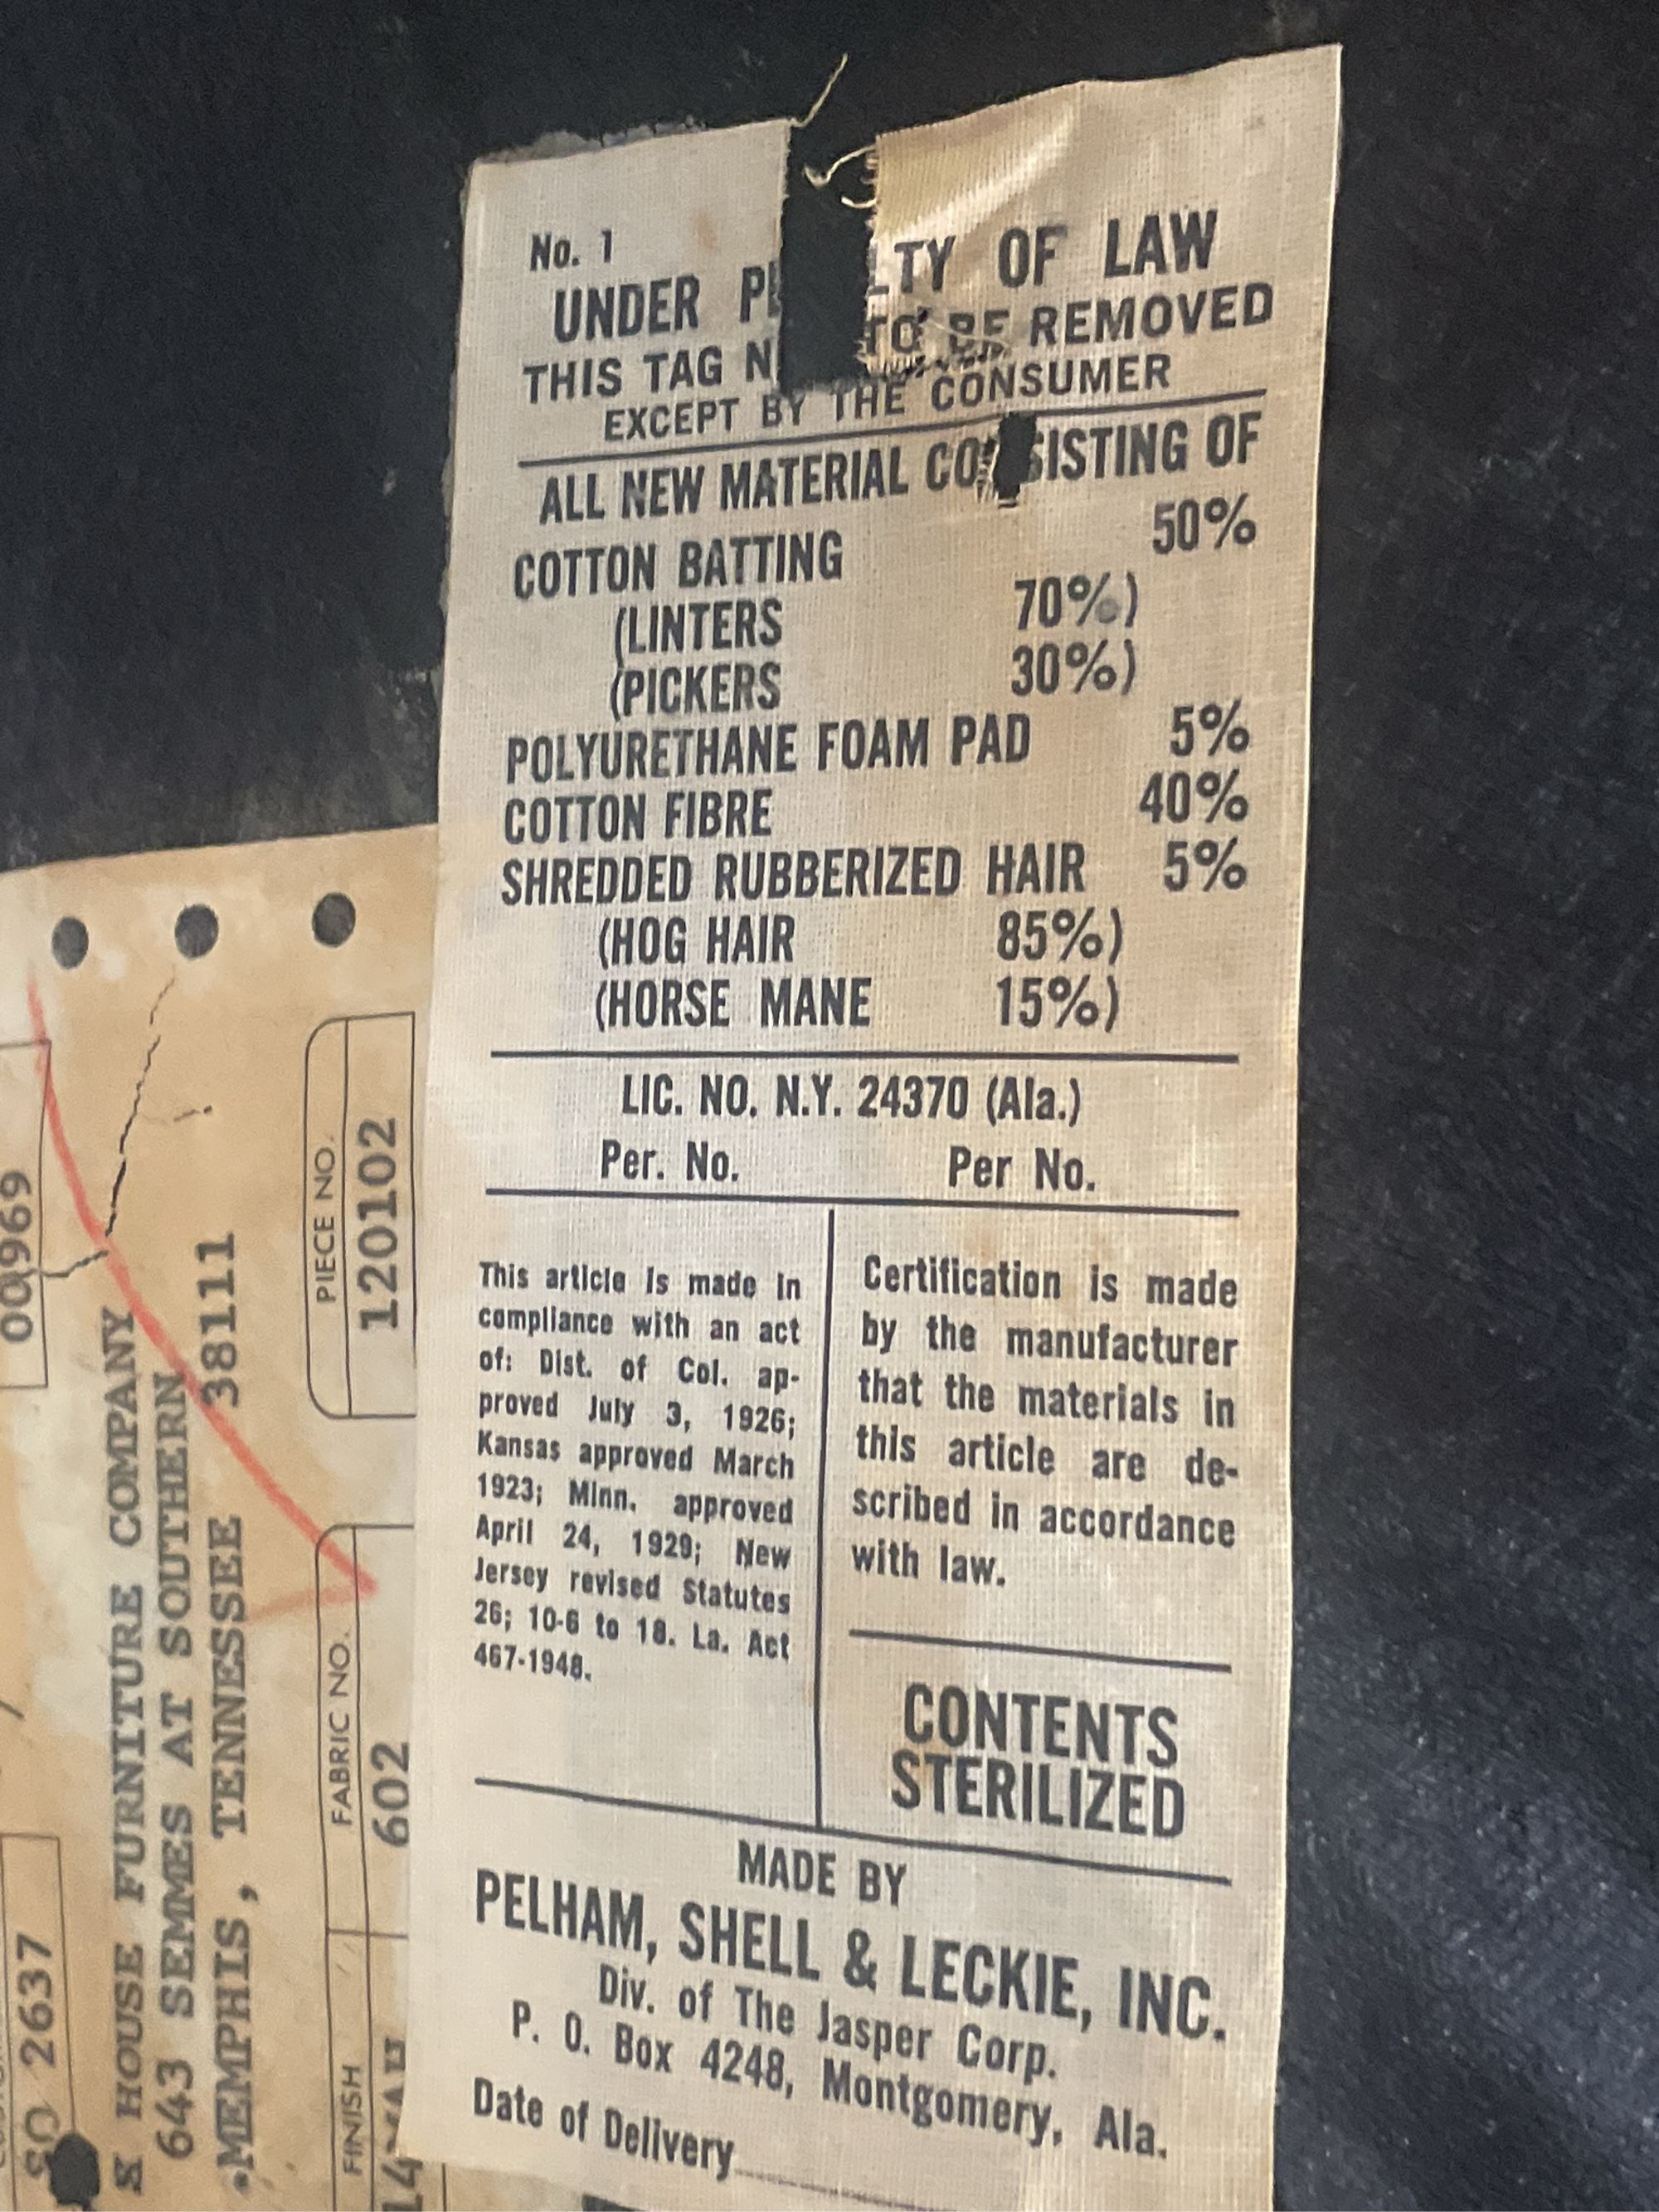 No. 1
UNDER OF LAW
THIS TAG TO BE REMOVED
EXCEPT BY THE CONSUMER
ALL NEW MATERIAL OF
COTTON BATTING 50%
(LINTERS 70%)
(PICKERS 30%)
POLYURETHANE FOAM PAD 5%
COTTON FIBRE 40%
SHREDDED RUBBERIZED HAIR 5%
(HOG HAIR 85%)
(HORSE MANE 15%)
LIC. NO. N.Y. 24370 (Ala.)
Per. No. Per No.
This article is made in
compliance with an act
of: Dist. of Col. ap-
proved July 3, 1926;
Kansas approved March
1923; Minn. approved
April 24, 1929; New
Jersey revised Statutes
26; 10-6 to 18. La. Act
467-1948.
Certification is made
by the manufacturer
that the materials in
this article are de-
scribed in accordance
with law.
CONTENTS
STERILIZED
MADE BY
PELHAM, SHELL & LECKIE, INC.
Div. of The Jasper Corp.
P. O. Box 4248, Montgomery, Ala.
Date of Delivery
00969
SO 2637
HOUSE FURNITURE COMPANY
643 SEMMES AT SOUTHERN
MEMPHIS, TENNESSEE 38111
PIECE NO.
120102
FABRIC NO.
602
FINISH